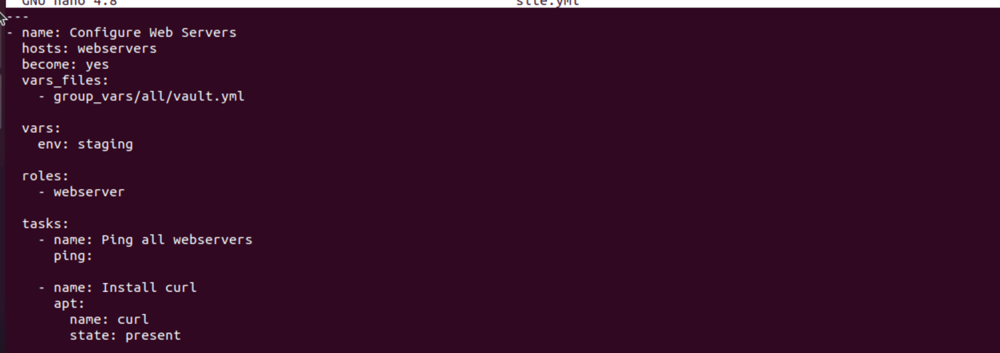 GNU nano 4.8 site.yml
---
- name: Configure Web Servers
  hosts: webservers
  become: yes
  vars_files:
    - group_vars/all/vault.yml

  vars:
    env: staging

  roles:
    - webserver

  tasks:
    - name: Ping all webservers
      ping:

    - name: Install curl
      apt:
        name: curl
        state: present